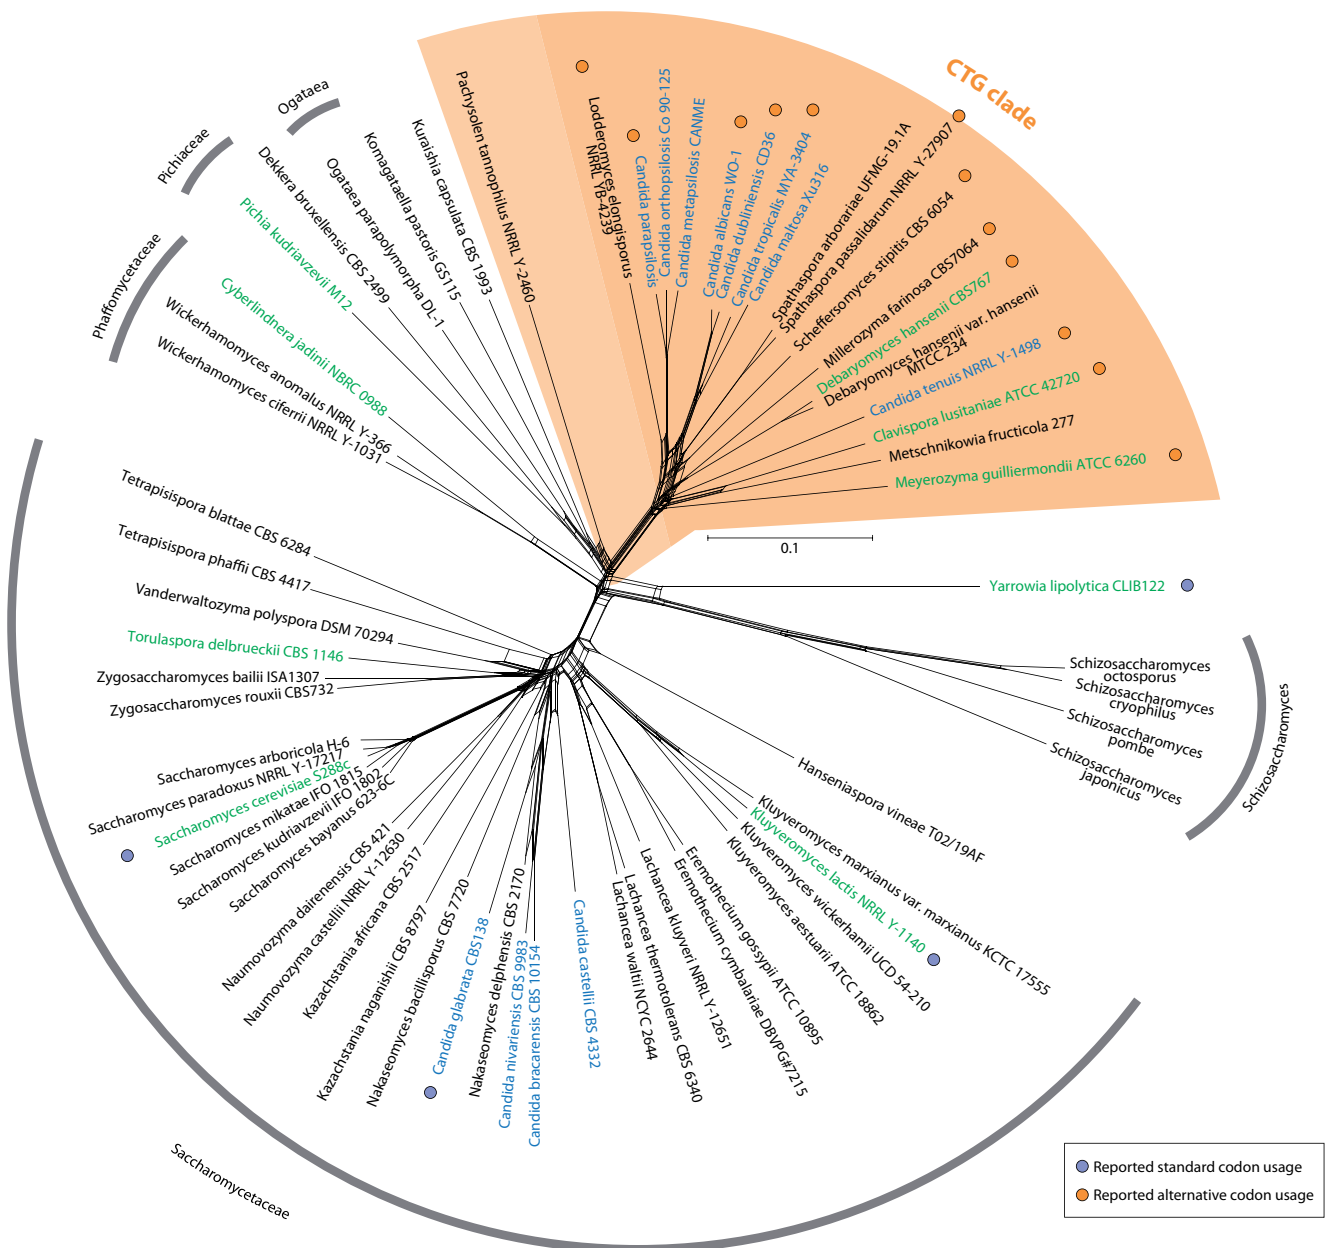 CTG clade
Ogataea
Pichiaceae
Phaffomycetaceae
Pachysolen tannophilus NRRL Y-2460
Kuraishia capsulata CBS 1993
Komagataella pastoris GS115
Ogataea parapolymorpha DL-1
Dekkera bruxellensis CBS 2499
Pichia kudriavzevii M12
Cyberlindnera jadinii NBRC 0988
Wickerhamomyces anomalus NRRL Y-366
Wickerhamomyces ciferrii NRRL Y-1031
Lodderomyces elongisporus
NRRL YB-4239
Candida parapsilosis
Candida orthopsilosis Co 90-125
Candida metapsilosis CANME
Candida albicans WO-1
Candida dubliniensis CD36
Candida tropicalis MYA-3404
Candida maltosa Xu316
Spathaspora arborariae UFMG-19.1A
Spathaspora passalidarum NRRL Y-27907
Scheffersomyces stipitis CBS 6054
Millerozyma farinosa CBS7064
Debaryomyces hansenii CBS767
Debaryomyces hansenii var. hansenii
MTCC 234
Candida tenuis NRRL Y-1498
Clavispora lusitaniae ATCC 42720
Metschnikowia fructicola 277
Meyerozyma guilliermondii ATCC 6260
0.1
Yarrowia lipolytica CLIB122
Schizosaccharomyces
octosporus
Schizosaccharomyces
cryophilus
Schizosaccharomyces
pombe
Schizosaccharomyces
japonicus
Schizosaccharomyces
Tetrapisispora blattae CBS 6284
Tetrapisispora phaffii CBS 4417
Vanderwaltozyma polyspora DSM 70294
Torulaspora delbrueckii CBS 1146
Zygosaccharomyces bailii ISA1307
Zygosaccharomyces rouxii CBS732
Saccharomyces arboricola H-6
Saccharomyces paradoxus NRRL Y-17217
Saccharomyces cerevisiae S288c
Saccharomyces mikatae IFO 1815
Saccharomyces kudriavzevii IFO 1802
Saccharomyces bayanus 623-6C
Naumovozyma dairenensis CBS 421
Naumovozyma castellii NRRL Y-12630
Kazachstania africana CBS 2517
Kazachstania naganishii CBS 8797
Nakaseomyces bacillisporus CBS 7720
Candida glabrata CBS138
Nakaseomyces delphensis CBS 2170
Candida nivariensis CBS 9983
Candida bracarensis CBS 10154
Candida castellii CBS 4332
Lachancea waltii NCYC 2644
Lachancea thermotolerans CBS 6340
Lachancea kluyveri NRRL Y-12651
Eremothecium cymbalariae DBVPG#7215
Eremothecium gossypii ATCC 10895
Kluyveromyces aestuarii ATCC 18862
Kluyveromyces wickerhamii UCD 54-210
Kluyveromyces lactis NRRL Y-1140
Kluyveromyces marxianus var. marxianus KCTC 17555
Hanseniaspora vineae T02/19AF
Saccharomycetaceae
Reported standard codon usage
Reported alternative codon usage